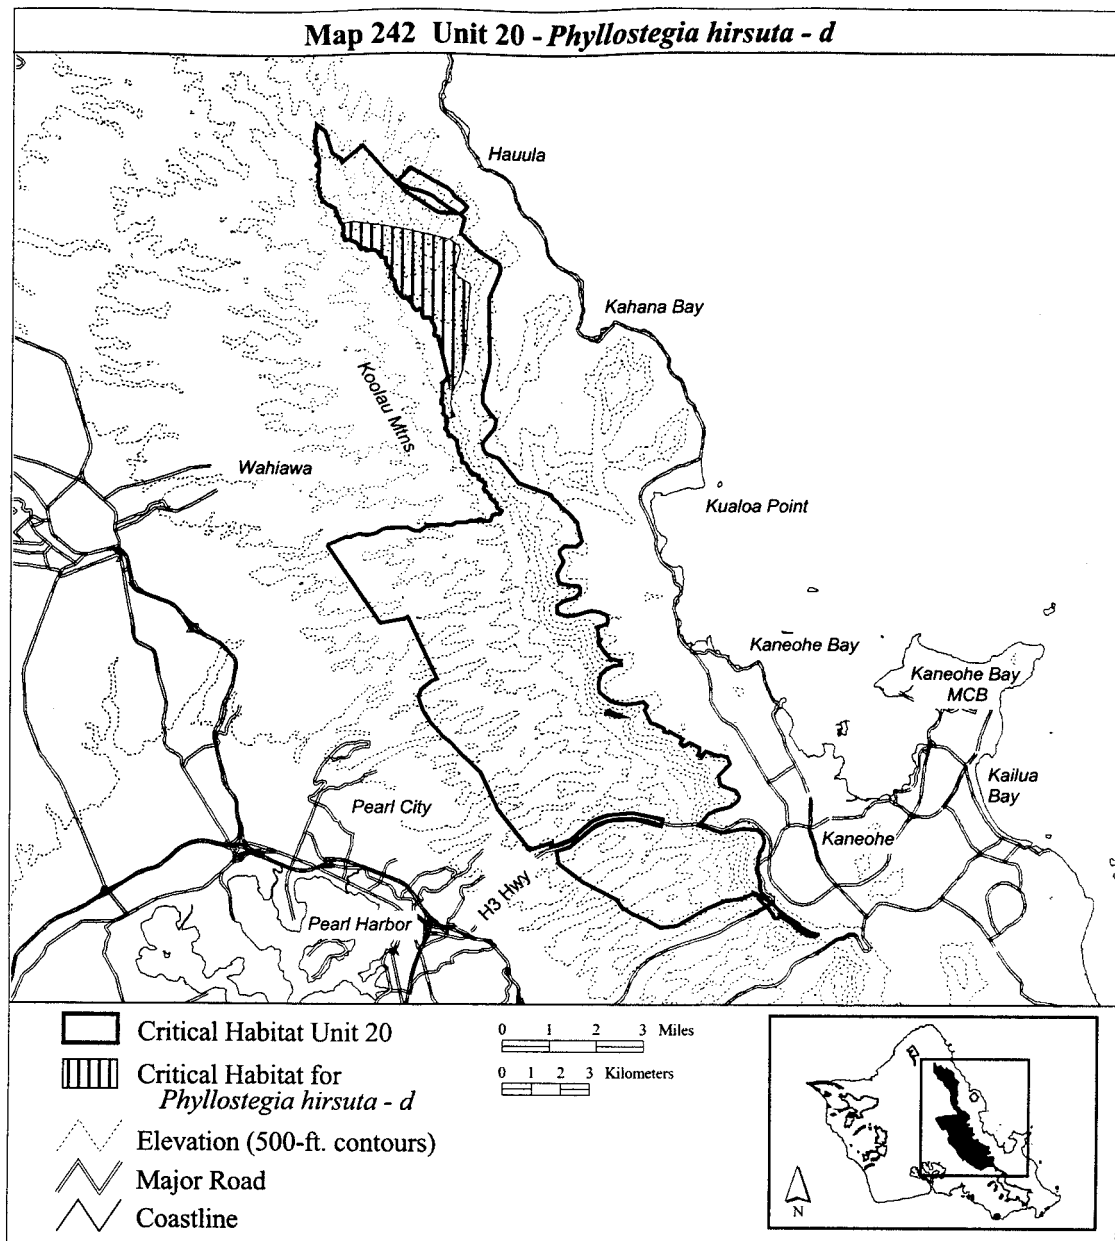 Map 242 Unit 20 - Phyllostegia hirsuta - d
Hauula
Kahana Bay
Koolau Mtns
Wahiawa
Kualoa Point
Kaneohe Bay
Kaneohe Bay
MCB
Kailua
Bay
Pearl City
Kaneohe
H3 Hwy
Pearl Harbor
Critical Habitat Unit 20
Critical Habitat for
Phyllostegia hirsuta - d
Elevation (500-ft. contours)
Major Road
Coastline
0 1 2 3 Miles
0 1 2 3 Kilometers
N